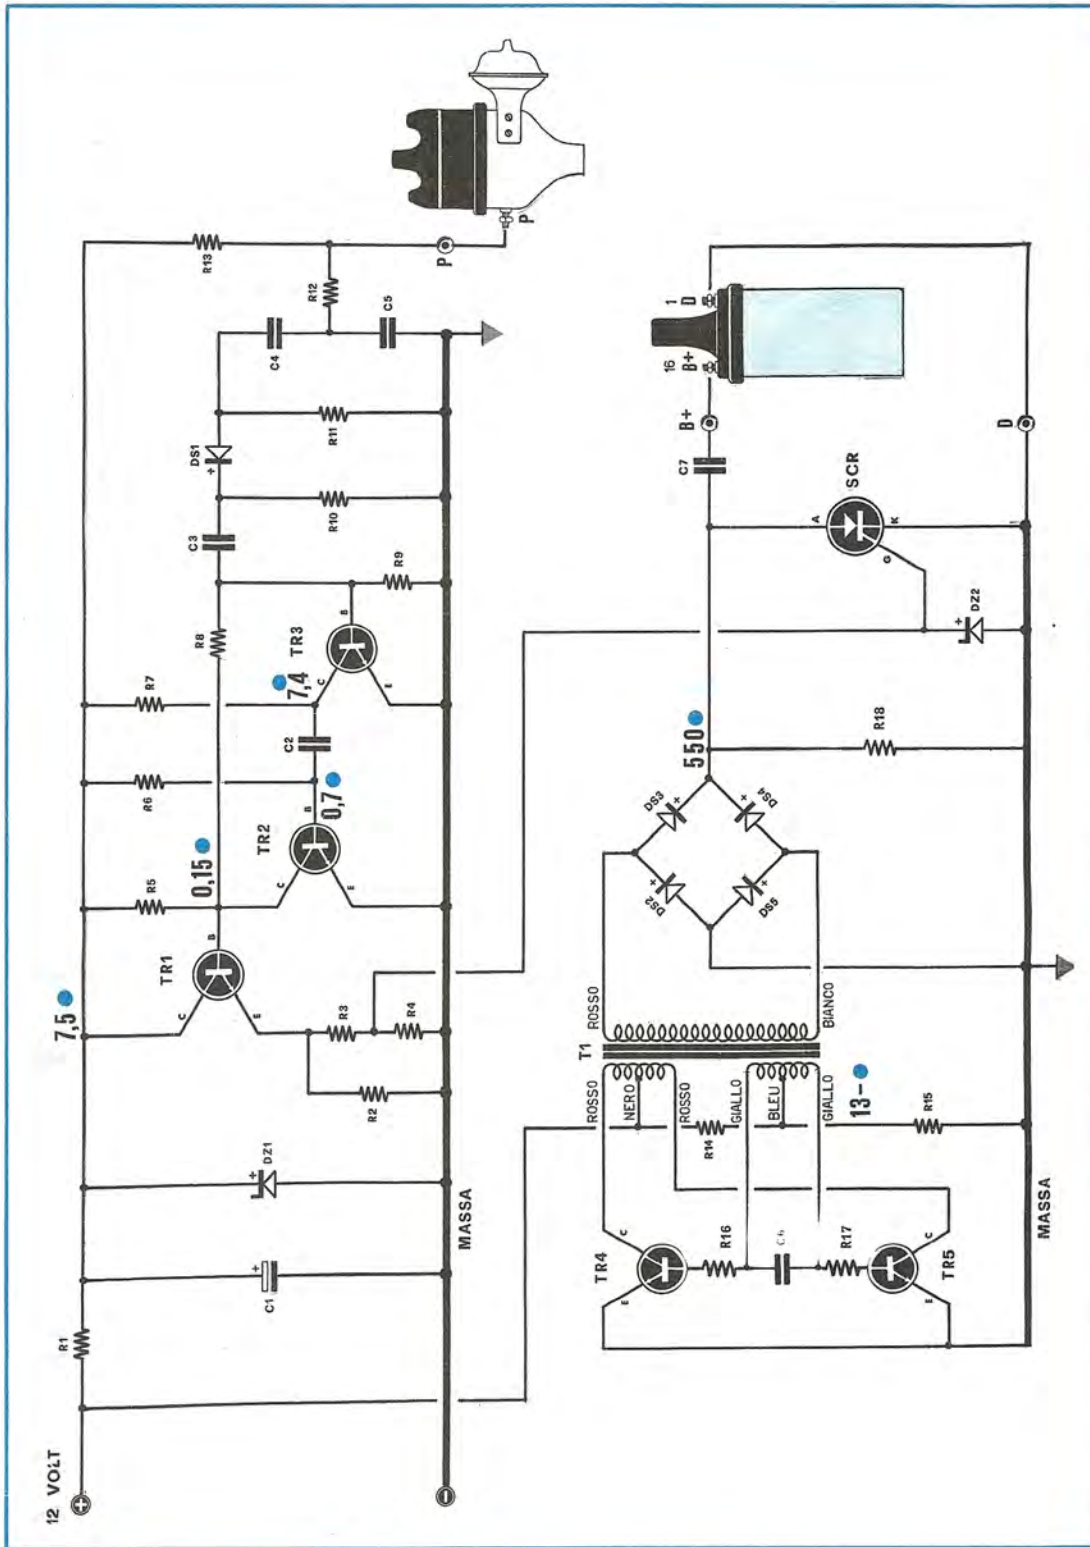 12 VOLT
R1
C1
+
DZ1
+
7,5
TR1
C
B
E
R2
R3
R4
R5
0,15
TR2
C
B
E
0,7
R6
R7
C2
7,4
TR3
C
B
E
R8
R9
C3
R10
DS1
+
R11
C4
C5
R12
R13
P
P
MASSA
TR4
C
E
R16
C6
R17
TR5
C
E
ROSSO
NERO
ROSSO
GIALLO
BLEU
GIALLO
R14
13-
R15
T1
ROSSO
BIANCO
DS2
+
DS3
+
DS4
+
DS5
+
550
R18
DZ2
+
SCR
A
G
K
C7
B+
16
B+
1
D
D
MASSA